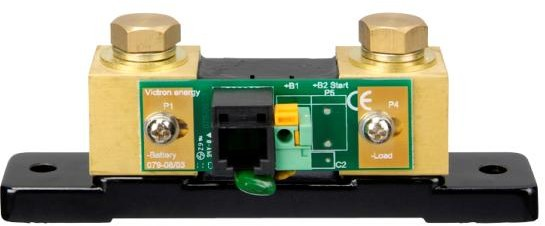 Victron energy
+B1
+B2 Start
P1
P5
P4
CE
-Battery
-Load
079-08/03
C2